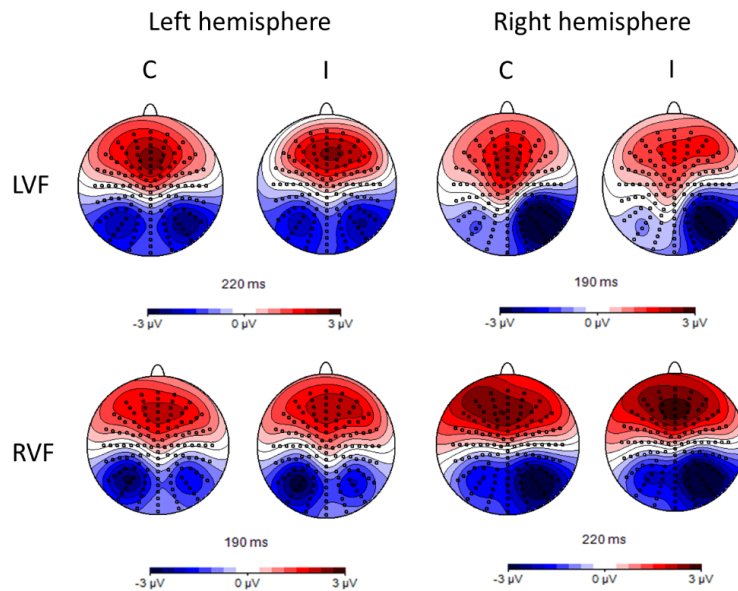 Left hemisphere Right hemisphere
C I C I
LVF
220 ms 190 ms
-3 µV 0 µV 3 µV -3 µV 0 µV 3 µV
RVF
190 ms 220 ms
-3 µV 0 µV 3 µV -3 µV 0 µV 3 µV